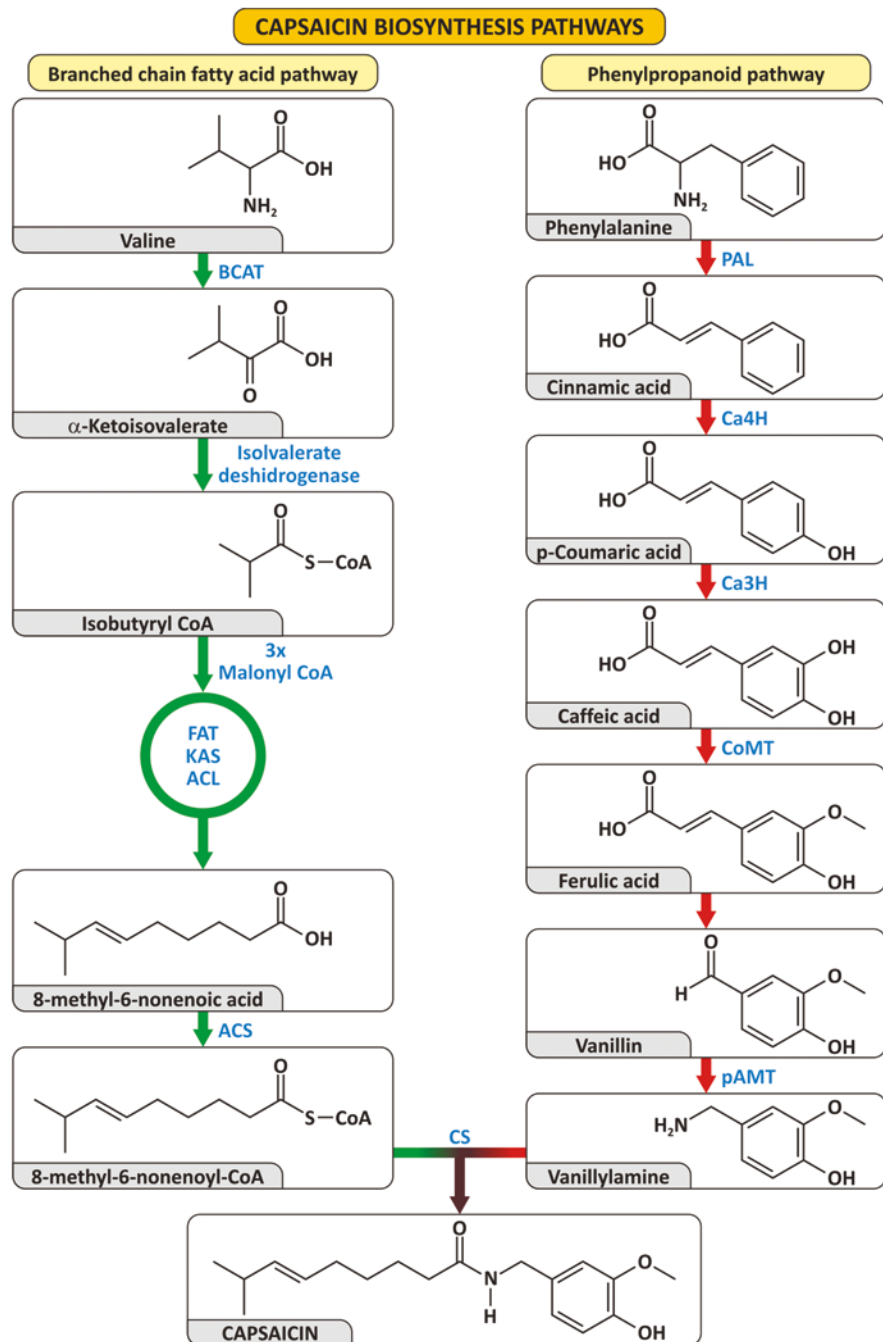 CAPSAICIN BIOSYNTHESIS PATHWAYS
Branched chain fatty acid pathway
O
OH
NH₂
Valine
BCAT
O
OH
O
α-Ketoisovalerate
Isolvalerate
deshidrogenase
O
S—CoA
Isobutyryl CoA
3x
Malonyl CoA
FAT
KAS
ACL
O
OH
8-methyl-6-nonenoic acid
ACS
O
S—CoA
8-methyl-6-nonenoyl-CoA
Phenylpropanoid pathway
O
HO
NH₂
Phenylalanine
PAL
O
HO
Cinnamic acid
Ca4H
O
HO
OH
p-Coumaric acid
Ca3H
O
OH
HO
OH
Caffeic acid
CoMT
O
O
HO
OH
Ferulic acid
O
H
O
OH
Vanillin
pAMT
H₂N
O
OH
Vanillylamine
CS
O
N
H
O
OH
CAPSAICIN